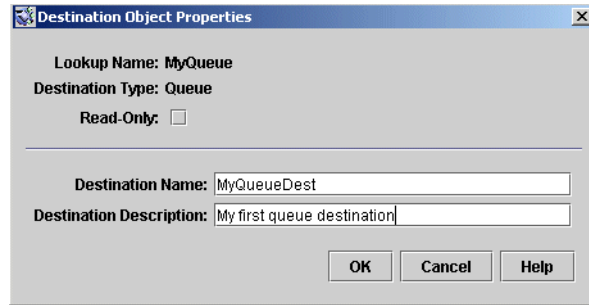 Destination Object Properties
Lookup Name: MyQueue
Destination Type: Queue
Read-Only:
Destination Name: MyQueueDest
Destination Description: My first queue destination
OK Cancel Help